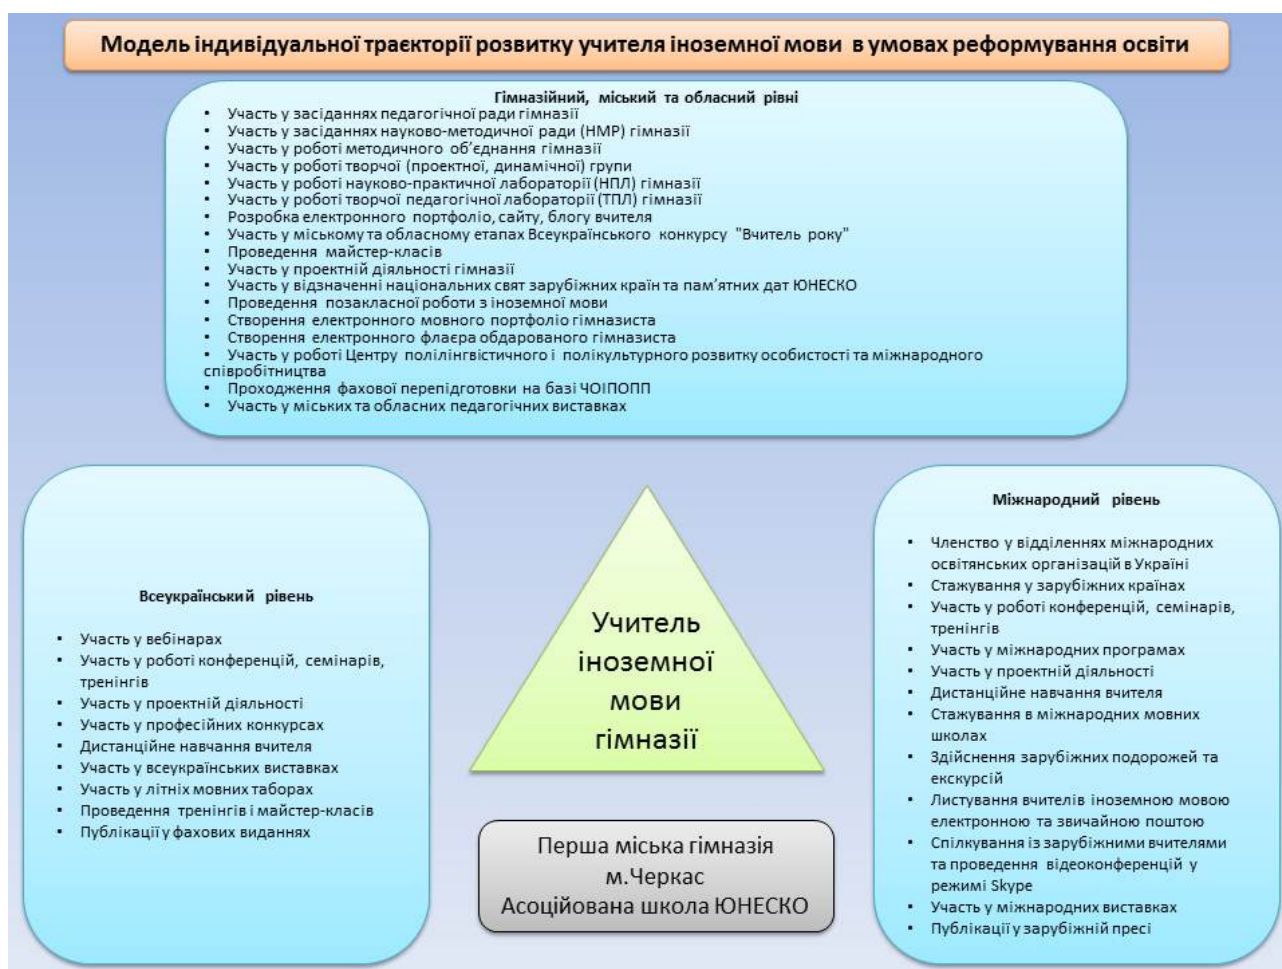 Модель індивідуальної траєкторії розвитку учителя іноземної мови в умовах реформування освіти
Гімназійний, міський та обласний рівні
• Участь у засіданнях педагогічної ради гімназії
• Участь у засіданнях науково-методичної ради (НМР) гімназії
• Участь у роботі методичного об’єднання гімназії
• Участь у роботі творчої (проектної, динамічної) групи
• Участь у роботі науково-практичної лабораторії (НПЛ) гімназії
• Участь у роботі творчої педагогічної лабораторії (ТПЛ) гімназії
• Розробка електронного портфоліо, сайту, блогу вчителя
• Участь у міському та обласному етапах Всеукраїнського конкурсу "Вчитель року"
• Проведення майстер-класів
• Участь у проектній діяльності гімназії
• Участь у відзначенні національних свят зарубіжних країн та пам’ятних дат ЮНЕСКО
• Проведення позакласної роботи з іноземної мови
• Створення електронного мовного портфоліо гімназиста
• Створення електронного флаєра обдарованого гімназиста
• Участь у роботі Центру полілінгвістичного і полікультурного розвитку особистості та міжнародного
співробітництва
• Проходження фахової перепідготовки на базі ЧОІПОПП
• Участь у міських та обласних педагогічних виставках
Всеукраїнський рівень
• Участь у вебінарах
• Участь у роботі конференцій, семінарів,
тренінгів
• Участь у проектній діяльності
• Участь у професійних конкурсах
• Дистанційне навчання вчителя
• Участь у всеукраїнських виставках
• Участь у літніх мовних таборах
• Проведення тренінгів і майстер-класів
• Публікації у фахових виданнях
Учитель
іноземної
мови
гімназії
Перша міська гімназія
м.Черкас
Асоційована школа ЮНЕСКО
Міжнародний рівень
• Членство у відділеннях міжнародних
освітянських організацій в Україні
• Стажування у зарубіжних країнах
• Участь у роботі конференцій, семінарів,
тренінгів
• Участь у міжнародних програмах
• Участь у проектній діяльності
• Дистанційне навчання вчителя
• Стажування в міжнародних мовних
школах
• Здійснення зарубіжних подорожей та
екскурсій
• Листування вчителів іноземною мовою
електронною та звичайною поштою
• Спілкування із зарубіжними вчителями
та проведення відеоконференцій у
режимі Skype
• Участь у міжнародних виставках
• Публікації у зарубіжній пресі